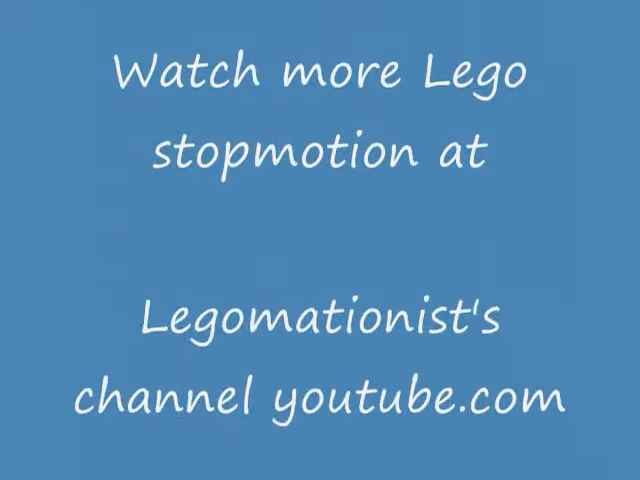 Watch more Lego
stopmotion at
Legomationist's
channel youtube.com